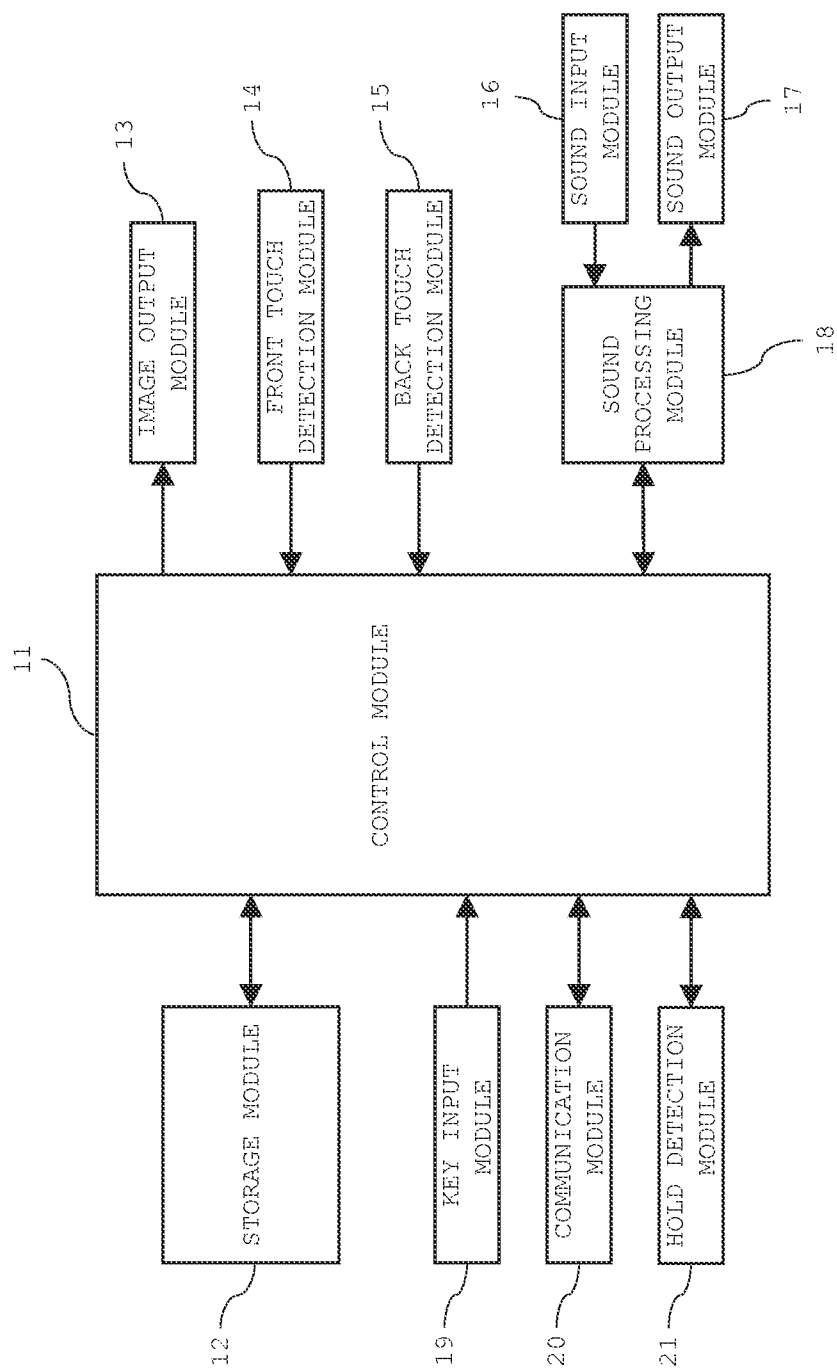 11
CONTROL MODULE
12
STORAGE MODULE
19
KEY INPUT
MODULE
20
COMMUNICATION
MODULE
21
HOLD DETECTION
MODULE
13
IMAGE OUTPUT
MODULE
14
FRONT TOUCH
DETECTION MODULE
15
BACK TOUCH
DETECTION MODULE
16
SOUND INPUT
MODULE
17
SOUND OUTPUT
MODULE
18
SOUND
PROCESSING
MODULE